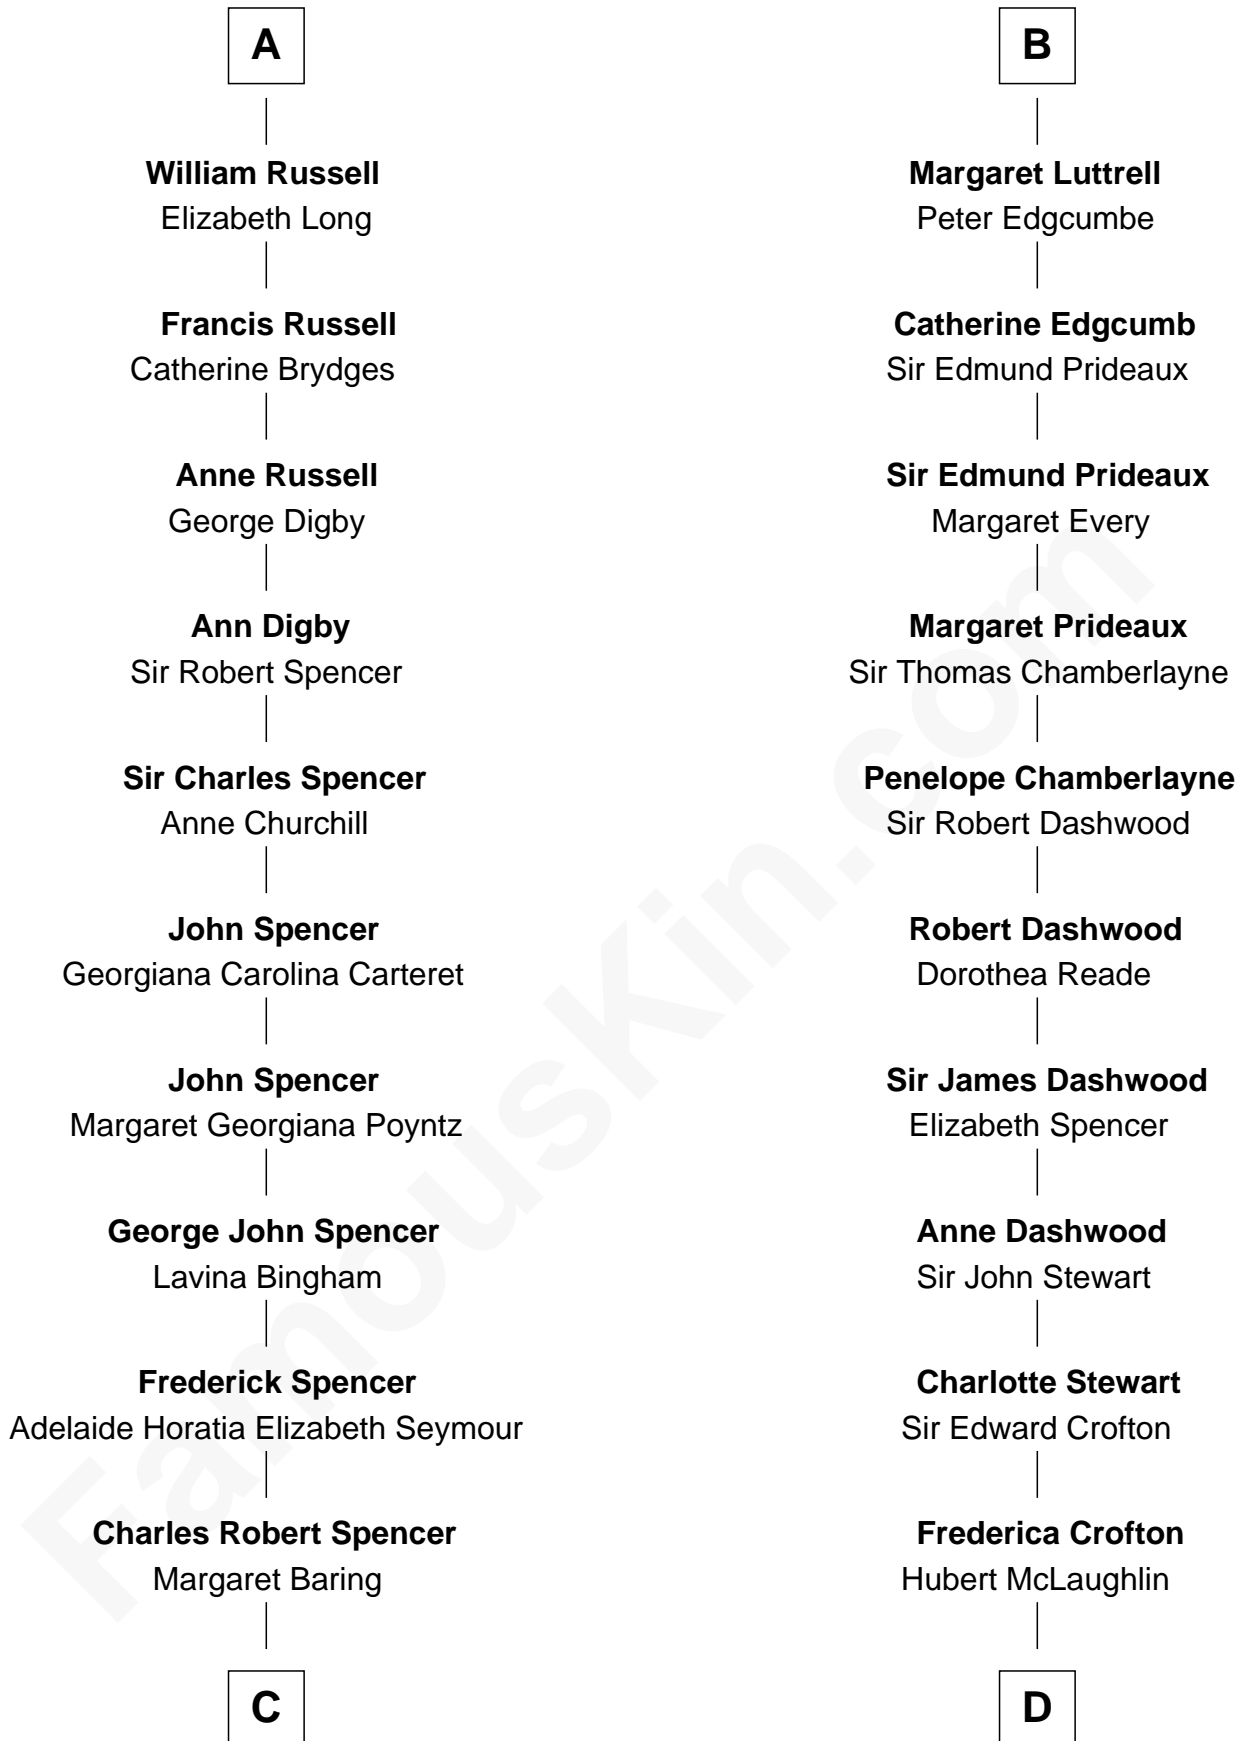 A
William Russell
Elizabeth Long
Francis Russell
Catherine Brydges
Anne Russell
George Digby
Ann Digby
Sir Robert Spencer
Sir Charles Spencer
Anne Churchill
John Spencer
Georgiana Carolina Carteret
John Spencer
Margaret Georgiana Poyntz
George John Spencer
Lavina Bingham
Frederick Spencer
Adelaide Horatia Elizabeth Seymour
Charles Robert Spencer
Margaret Baring
C
B
Margaret Luttrell
Peter Edgcumbe
Catherine Edgcumb
Sir Edmund Prideaux
Sir Edmund Prideaux
Margaret Every
Margaret Prideaux
Sir Thomas Chamberlayne
Penelope Chamberlayne
Sir Robert Dashwood
Robert Dashwood
Dorothea Reade
Sir James Dashwood
Elizabeth Spencer
Anne Dashwood
Sir John Stewart
Charlotte Stewart
Sir Edward Crofton
Frederica Crofton
Hubert McLaughlin
D
FamousKin.com